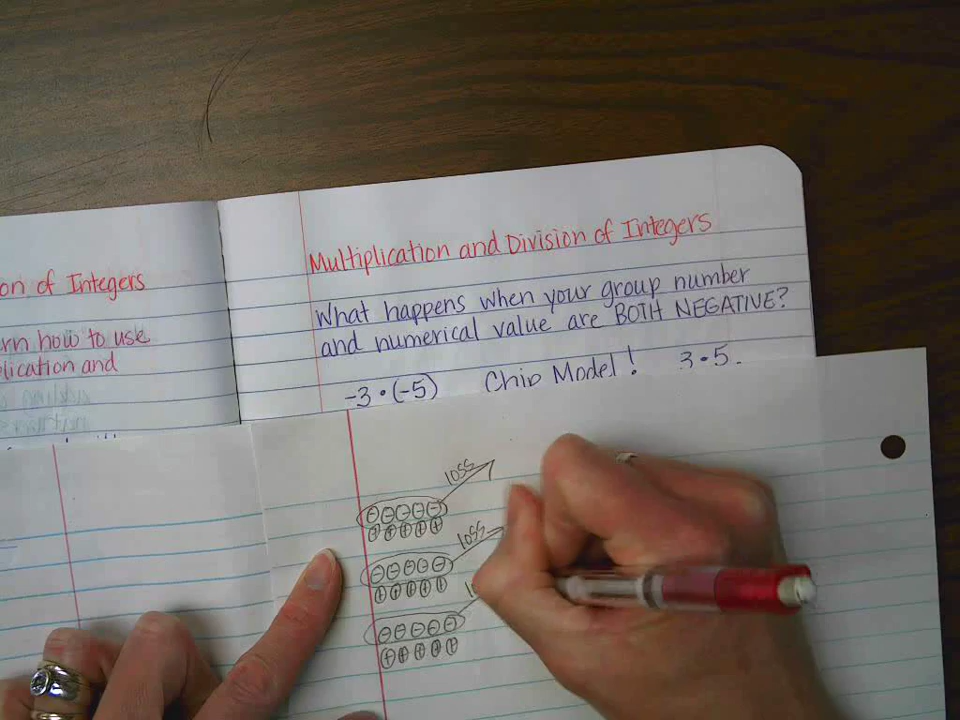 on of Integers
rn how to use
lication and
Multiplication and Division of Integers
What happens when your group number
and numerical value are BOTH NEGATIVE?
-3 • (-5) Chip Model! 3 • 5.
loss
⊖⊖⊖⊖⊖
⊕⊕⊕⊕⊕
loss
⊖⊖⊖⊖⊖
⊕⊕⊕⊕⊕
⊖⊖⊖⊖⊖
⊕⊕⊕⊕⊕